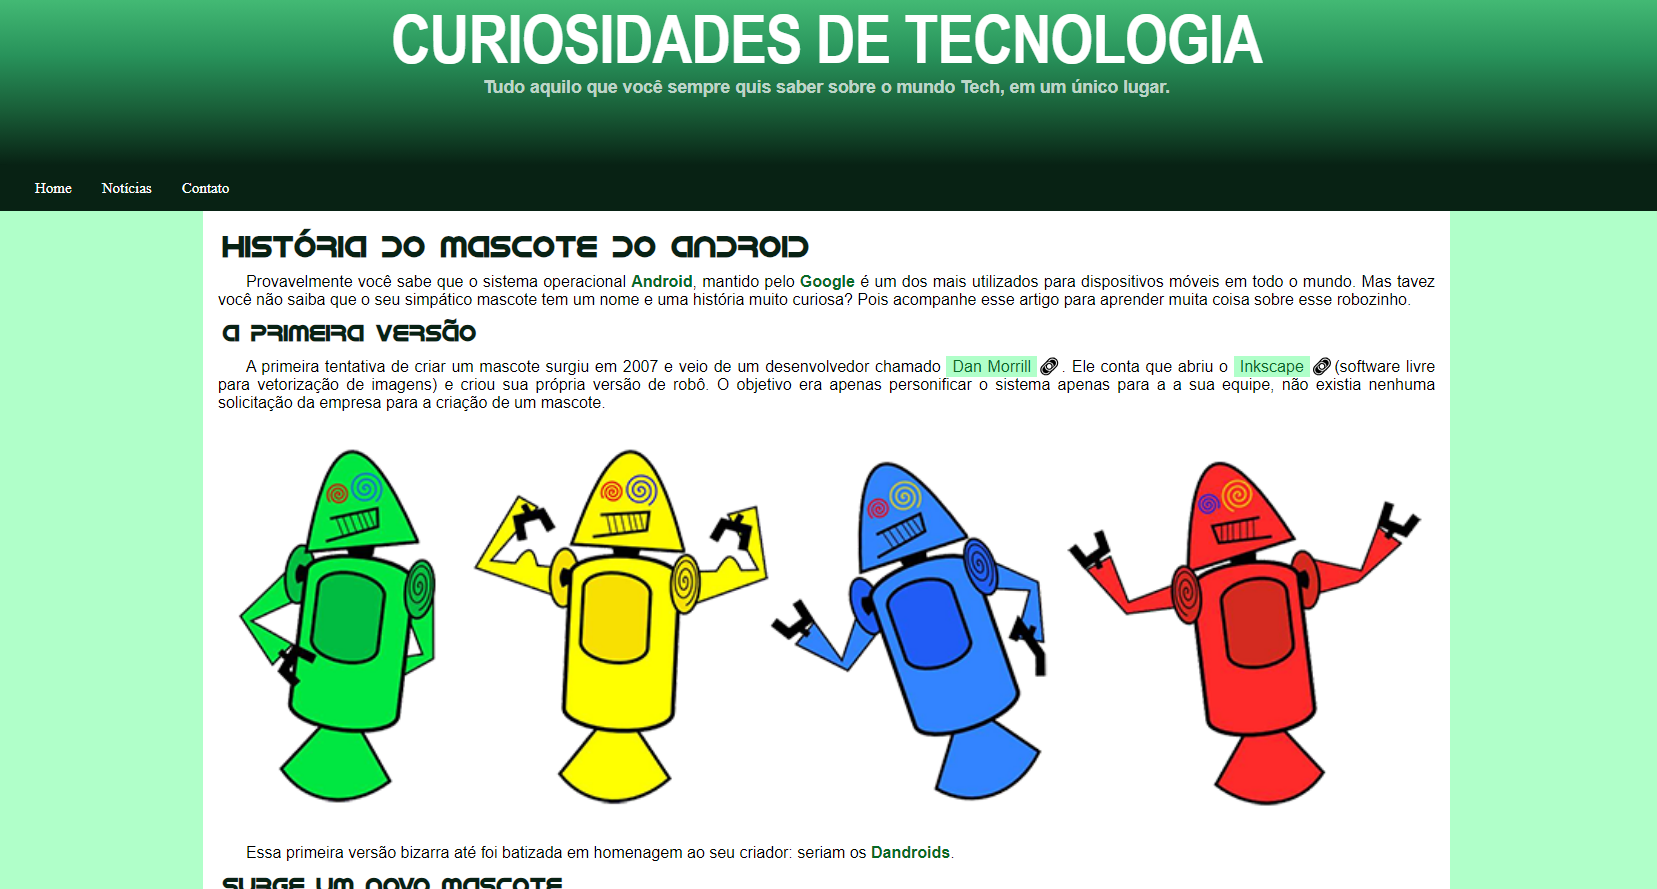 CURIOSIDADES DE TECNOLOGIA
Tudo aquilo que você sempre quis saber sobre o mundo Tech, em um único lugar.
Home Notícias Contato
HISTÓRIA DO MASCOTE DO ANDROID
Provavelmente você sabe que o sistema operacional Android, mantido pelo Google é um dos mais utilizados para dispositivos móveis em todo o mundo. Mas tavez
você não saiba que o seu simpático mascote tem um nome e uma história muito curiosa? Pois acompanhe esse artigo para aprender muita coisa sobre esse robozinho.
A PRIMEIRA VERSÃO
A primeira tentativa de criar um mascote surgiu em 2007 e veio de um desenvolvedor chamado Dan Morrill. Ele conta que abriu o Inkscape (software livre
para vetorização de imagens) e criou sua própria versão de robô. O objetivo era apenas personificar o sistema apenas para a a sua equipe, não existia nenhuma
solicitação da empresa para a criação de um mascote.
Essa primeira versão bizarra até foi batizada em homenagem ao seu criador: seriam os Dandroids.
SURGE UM NOVO MASCOTE